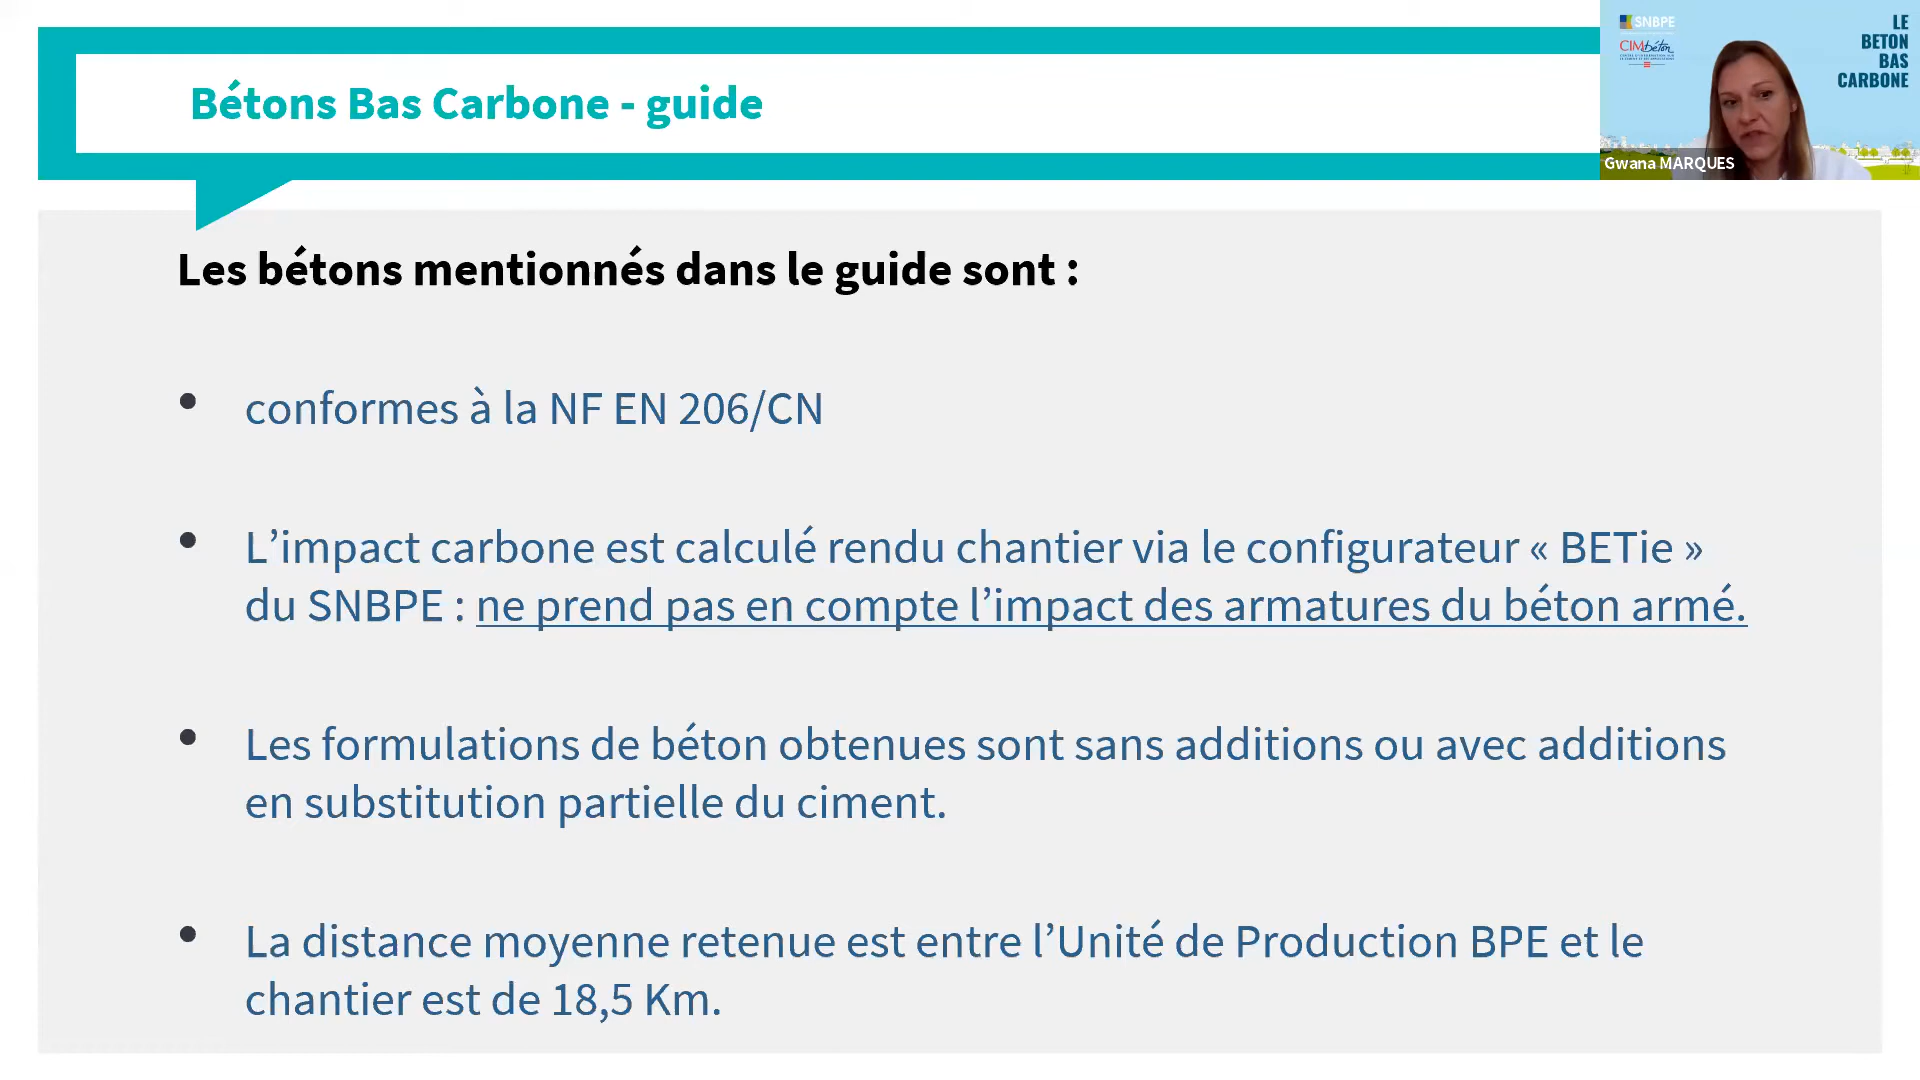 Bétons Bas Carbone - guide
SNBPE
CIMbéton
LE
BETON
BAS
CARBONE
Gwana MARQUES
Les bétons mentionnés dans le guide sont :
• conformes à la NF EN 206/CN
• L’impact carbone est calculé rendu chantier via le configurateur « BETie »
du SNBPE : ne prend pas en compte l’impact des armatures du béton armé.
• Les formulations de béton obtenues sont sans additions ou avec additions
en substitution partielle du ciment.
• La distance moyenne retenue est entre l’Unité de Production BPE et le
chantier est de 18,5 Km.